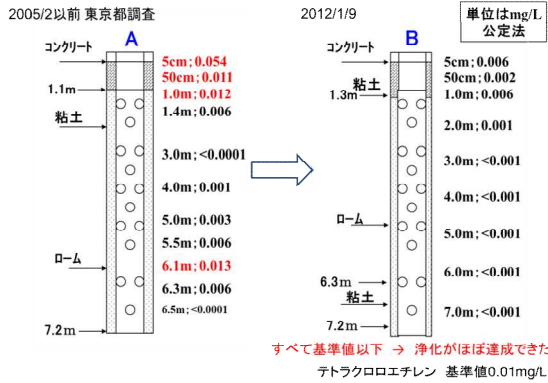 2005/2以前 東京都調査
2012/1/9
単位はmg/L
公定法
A
コンクリート
5cm;0.054
50cm;0.011
1.1m
1.0m;0.012
1.4m;0.006
粘土
3.0m;<0.0001
4.0m;0.001
5.0m;0.003
5.5m;0.006
ローム
6.1m;0.013
6.3m;0.006
6.5m;<0.0001
7.2m
B
コンクリート
5cm;0.006
50cm;0.002
1.3m
1.0m;0.006
2.0m;0.001
3.0m;<0.001
4.0m;<0.001
ローム
5.0m;<0.001
6.0m;<0.001
6.3m
粘土
7.0m;<0.001
7.2m
すべて基準値以下 → 浄化がほぼ達成できた
テトラクロロエチレン 基準値0.01mg/L